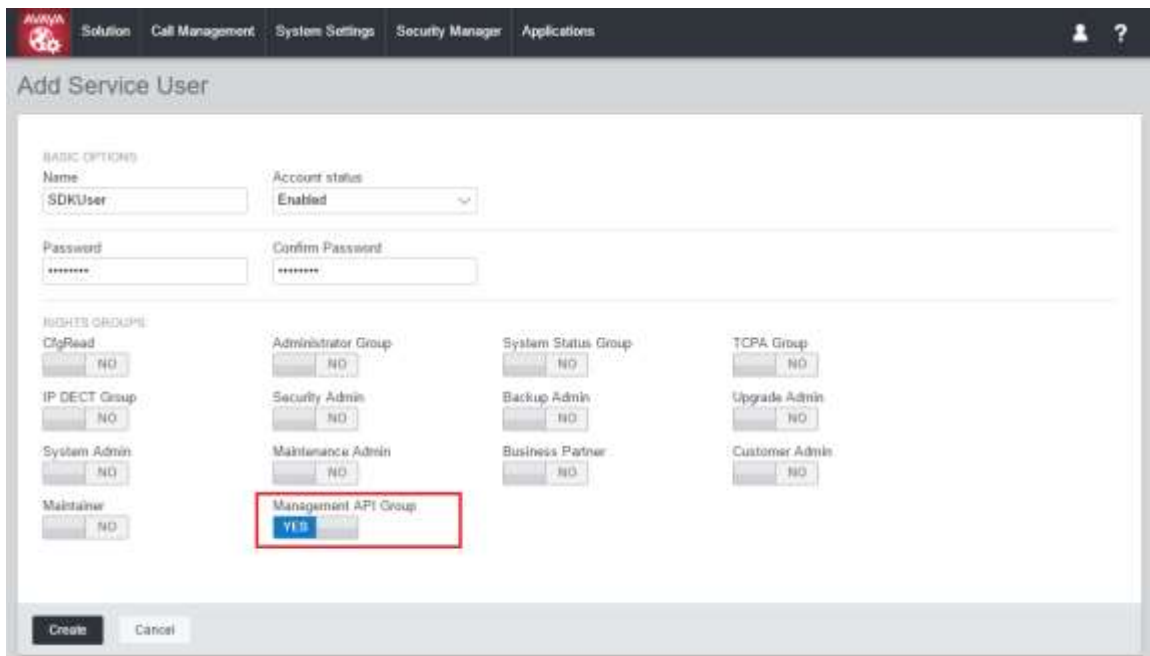 AVAYA
Solution Call Management System Settings Security Manager Applications ?
Add Service User
BASIC OPTIONS
Name Account status
SDKUser Enabled
Password Confirm Password
******** ********
RIGHTS GROUPS
CfgRead Administrator Group System Status Group TCPA Group
NO NO NO NO
IP DECT Group Security Admin Backup Admin Upgrade Admin
NO NO NO NO
System Admin Maintenance Admin Business Partner Customer Admin
NO NO NO NO
Maintainer Management API Group
NO YES
Create Cancel